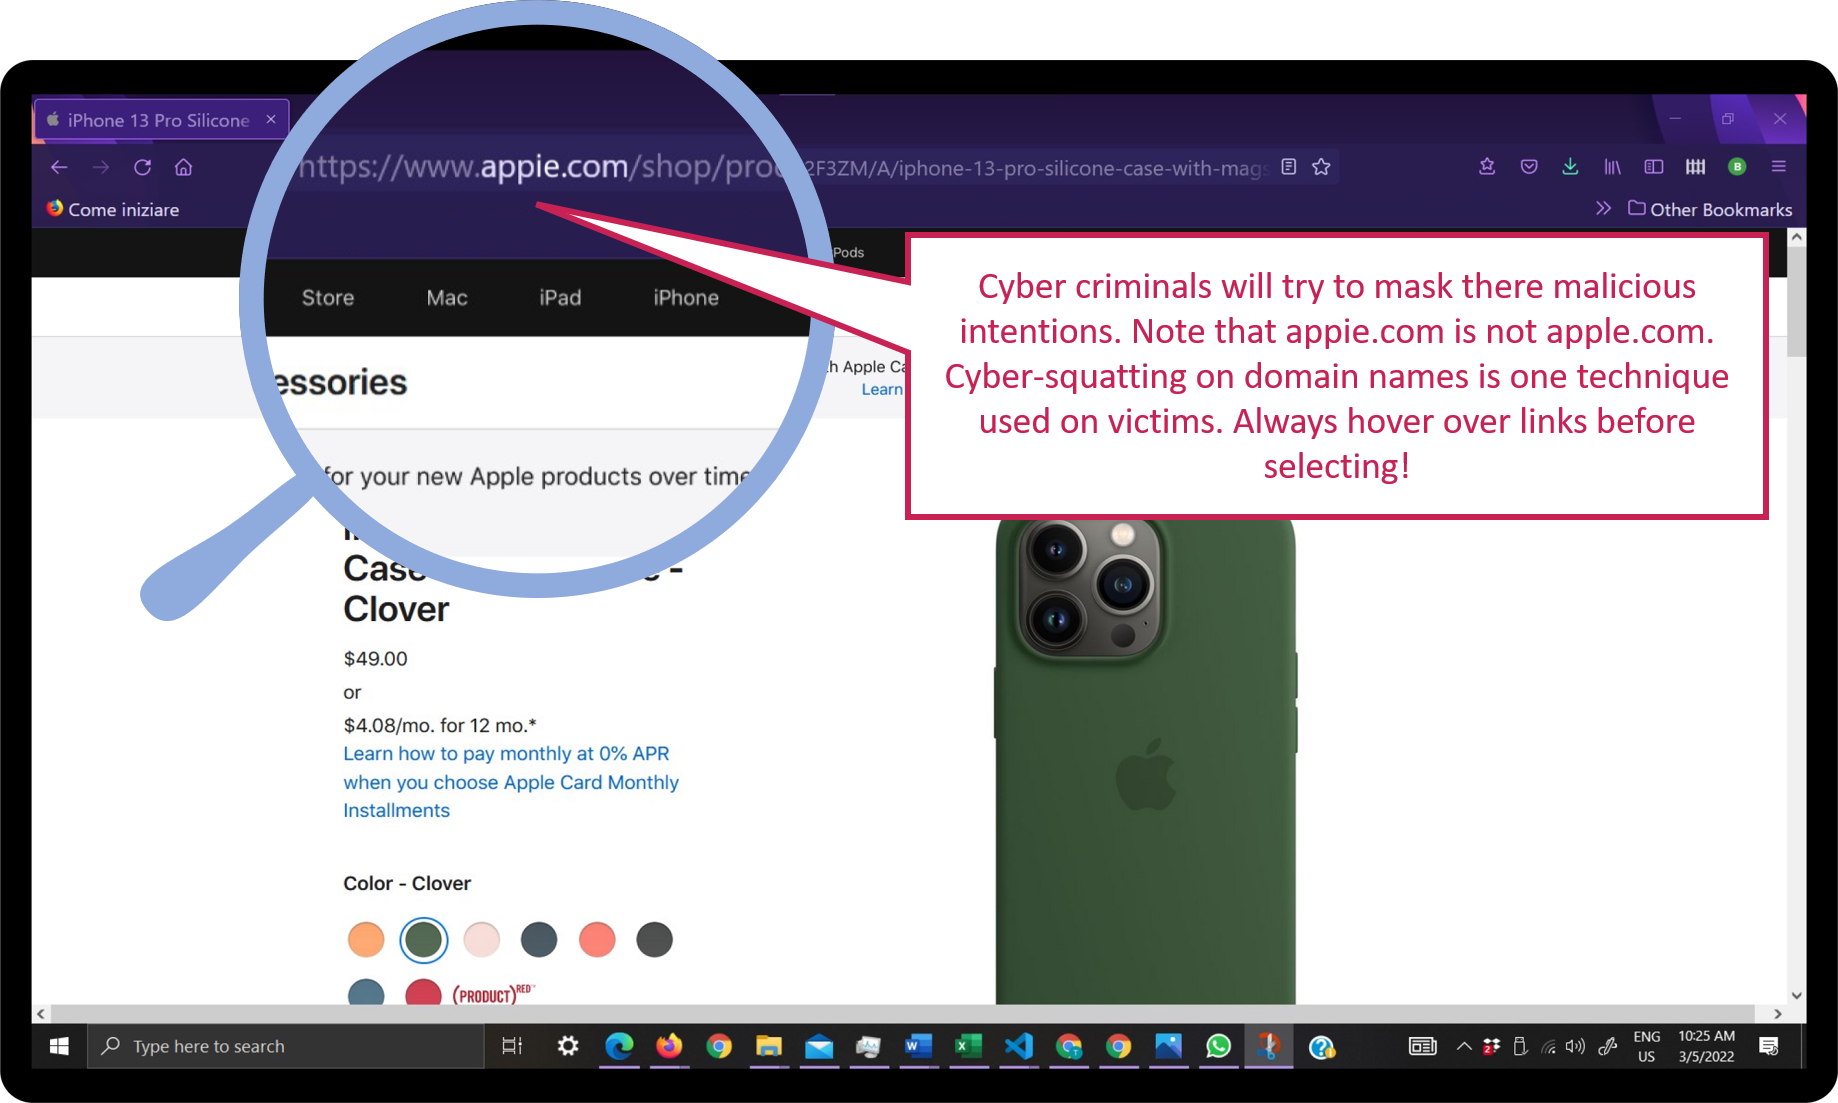 iPhone 13 Pro Silicone
https://www.appie.com/shop/prod 2F3ZM/A/iphone-13-pro-silicone-case-with-mags
B
Come iniziare
Other Bookmarks
Store Mac iPad iPhone Pods
Cyber criminals will try to mask there malicious
intentions. Note that appie.com is not apple.com.
Cyber-squatting on domain names is one technique
used on victims. Always hover over links before
selecting!
essories
h Apple Ca
Learn
for your new Apple products over time
Case -
Clover
$49.00
or
$4.08/mo. for 12 mo.*
Learn how to pay monthly at 0% APR
when you choose Apple Card Monthly
Installments
Color - Clover
(PRODUCT)RED™
Type here to search
ENG
US
10:25 AM
3/5/2022